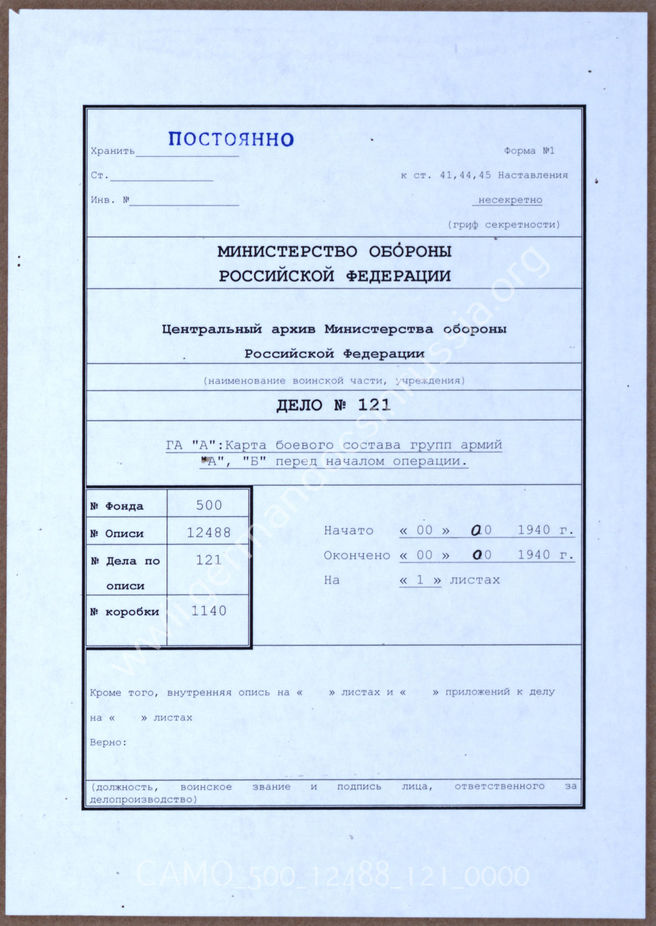 Хранить ПОСТОЯННО
Форма №1
Ст.
к ст. 41,44,45 Наставления
Инв. №
несекретно
(гриф секретности)
МИНИСТЕРСТВО ОБОРОНЫ
РОССИЙСКОЙ ФЕДЕРАЦИИ
Центральный архив Министерства обороны
Российской Федерации
(наименование воинской части, учреждения)
ДЕЛО № 121
ГА "А":Карта боевого состава групп армий
"А", "Б" перед началом операции.
№ Фонда 500
№ Описи 12488
№ Дела по описи 121
№ коробки 1140
Начато « 00 » 00 1940 г.
Окончено « 00 » 00 1940 г.
На « 1 » листах
Кроме того, внутренняя опись на « » листах и « » приложений к делу
на « » листах
Верно:
(должность, воинское звание и подпись лица, ответственного за
делопроизводство)
www.germandocsinrussia.org
CAMO_500_12488_121_0000